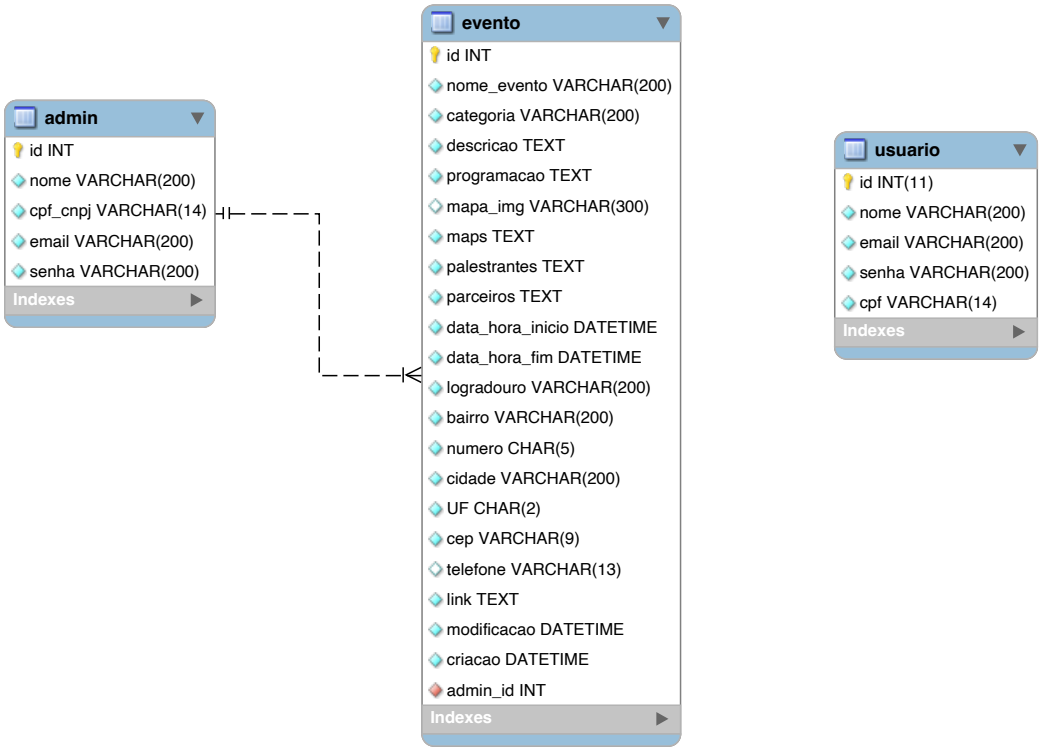 admin
id INT
nome VARCHAR(200)
cpf_cnpj VARCHAR(14)
email VARCHAR(200)
senha VARCHAR(200)
Indexes
evento
id INT
nome_evento VARCHAR(200)
categoria VARCHAR(200)
descricao TEXT
programacao TEXT
mapa_img VARCHAR(300)
maps TEXT
palestrantes TEXT
parceiros TEXT
data_hora_inicio DATETIME
data_hora_fim DATETIME
logradouro VARCHAR(200)
bairro VARCHAR(200)
numero CHAR(5)
cidade VARCHAR(200)
UF CHAR(2)
cep VARCHAR(9)
telefone VARCHAR(13)
link TEXT
modificacao DATETIME
criacao DATETIME
admin_id INT
Indexes
usuario
id INT(11)
nome VARCHAR(200)
email VARCHAR(200)
senha VARCHAR(200)
cpf VARCHAR(14)
Indexes